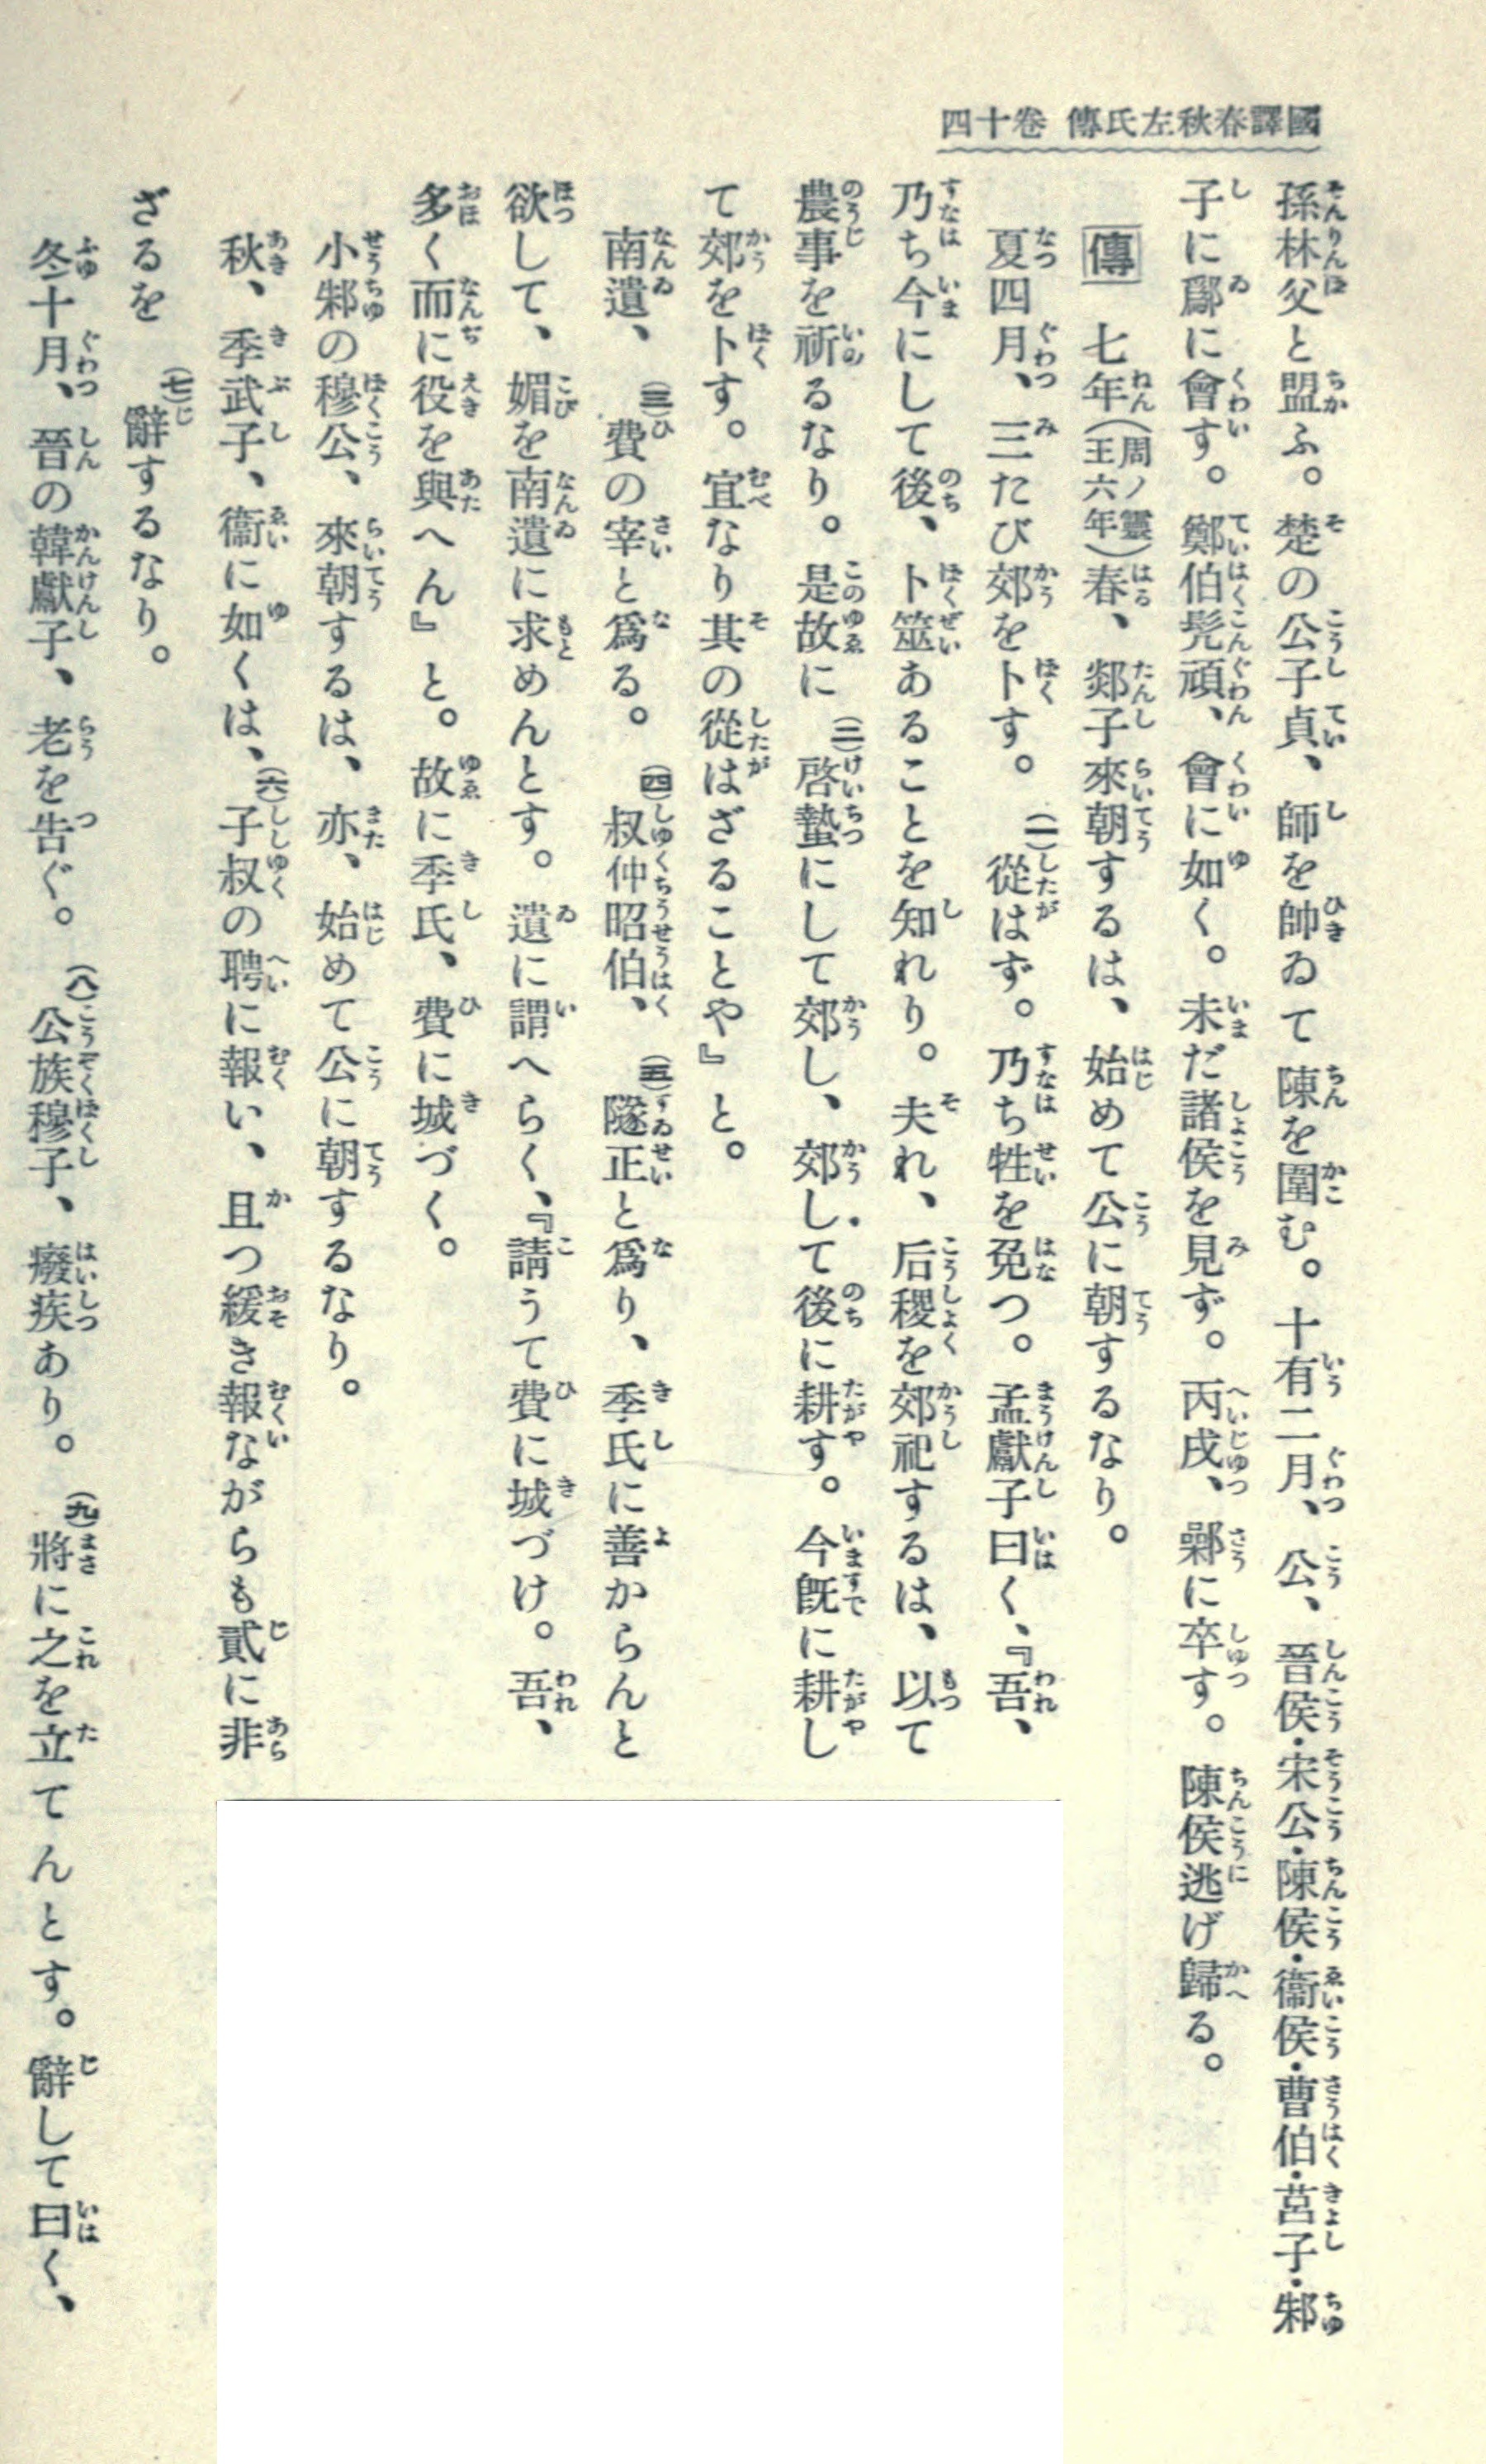 國譯春秋左氏傳 卷十四
孫林父と盟ふ。楚の公子貞、師を帥ゐて陳を圍む。十有二月、公、晉侯・宋公・陳侯・衞侯・曹伯・莒子・邾
子に鄬に會す。鄭伯髠頑、會に如く。未だ諸侯を見ず。丙戌、鄵に卒す。陳侯逃げ歸る。
傳 七年(周ノ靈王六年)春、郯子來朝するは、始めて公に朝するなり。
夏四月、三たび郊を卜す。(一)從はず。乃ち牲を免つ。孟獻子曰く、『吾、
乃ち今にして後、卜筮あることを知れり。夫れ、后稷を郊祀するは、以て
農事を祈るなり。是故に(二)啓蟄にして郊し、郊して後に耕す。今既に耕し
て郊を卜す。宜なり其の從はざることや』と。
南遺、(三)費の宰と爲る。(四)叔仲昭伯、(五)隧正と爲り、季氏に善からんと
欲して、媚を南遺に求めんとす。遺に謂へらく、『請うて費に城づけ。吾、
多く而に役を與へん』と。故に季氏、費に城づく。
小邾の穆公、來朝するは、亦、始めて公に朝するなり。
秋、季武子、衞に如くは、(六)子叔の聘に報い、且つ緩き報ながらも貳に非
ざるを(七)辭するなり。
冬十月、晉の韓獻子、老を告ぐ。(八)公族穆子、癈疾あり。(九)將に之を立てんとす。辭して曰く、